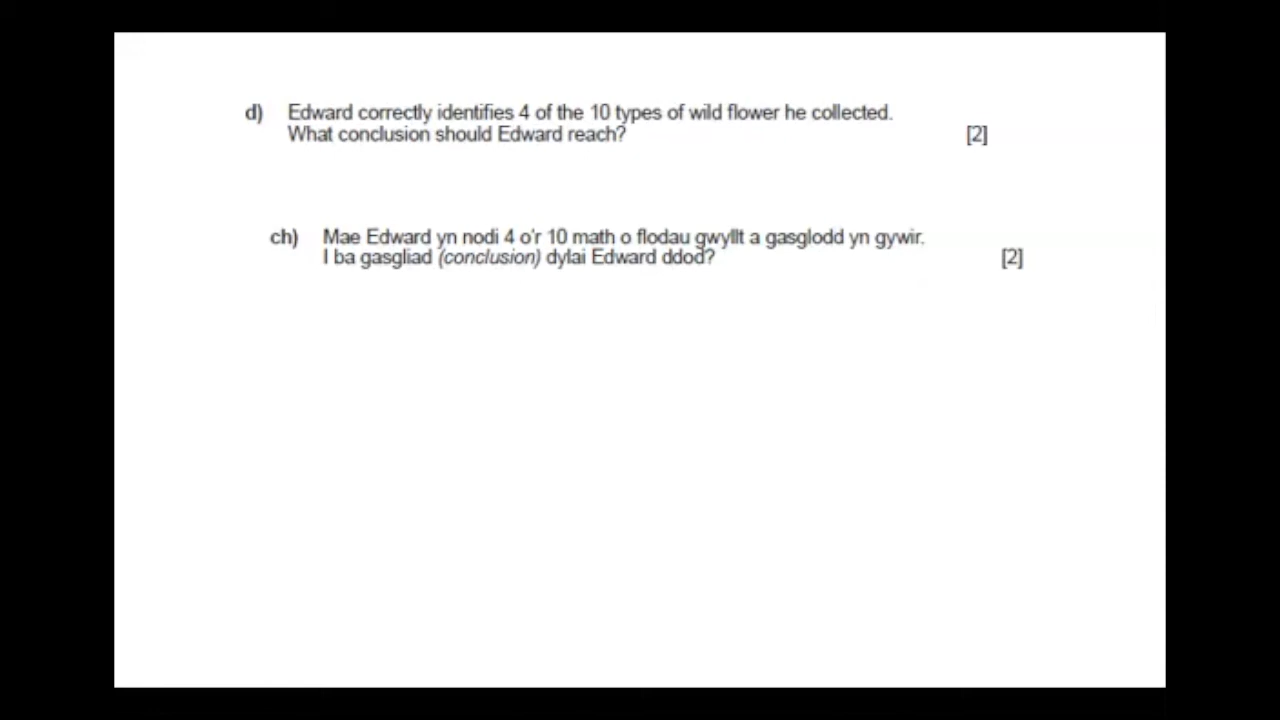 d) Edward correctly identifies 4 of the 10 types of wild flower he collected.
What conclusion should Edward reach? [2]
ch) Mae Edward yn nodi 4 o'r 10 math o flodau gwyllt a gasglodd yn gywir.
I ba gasgliad (conclusion) dylai Edward ddod? [2]